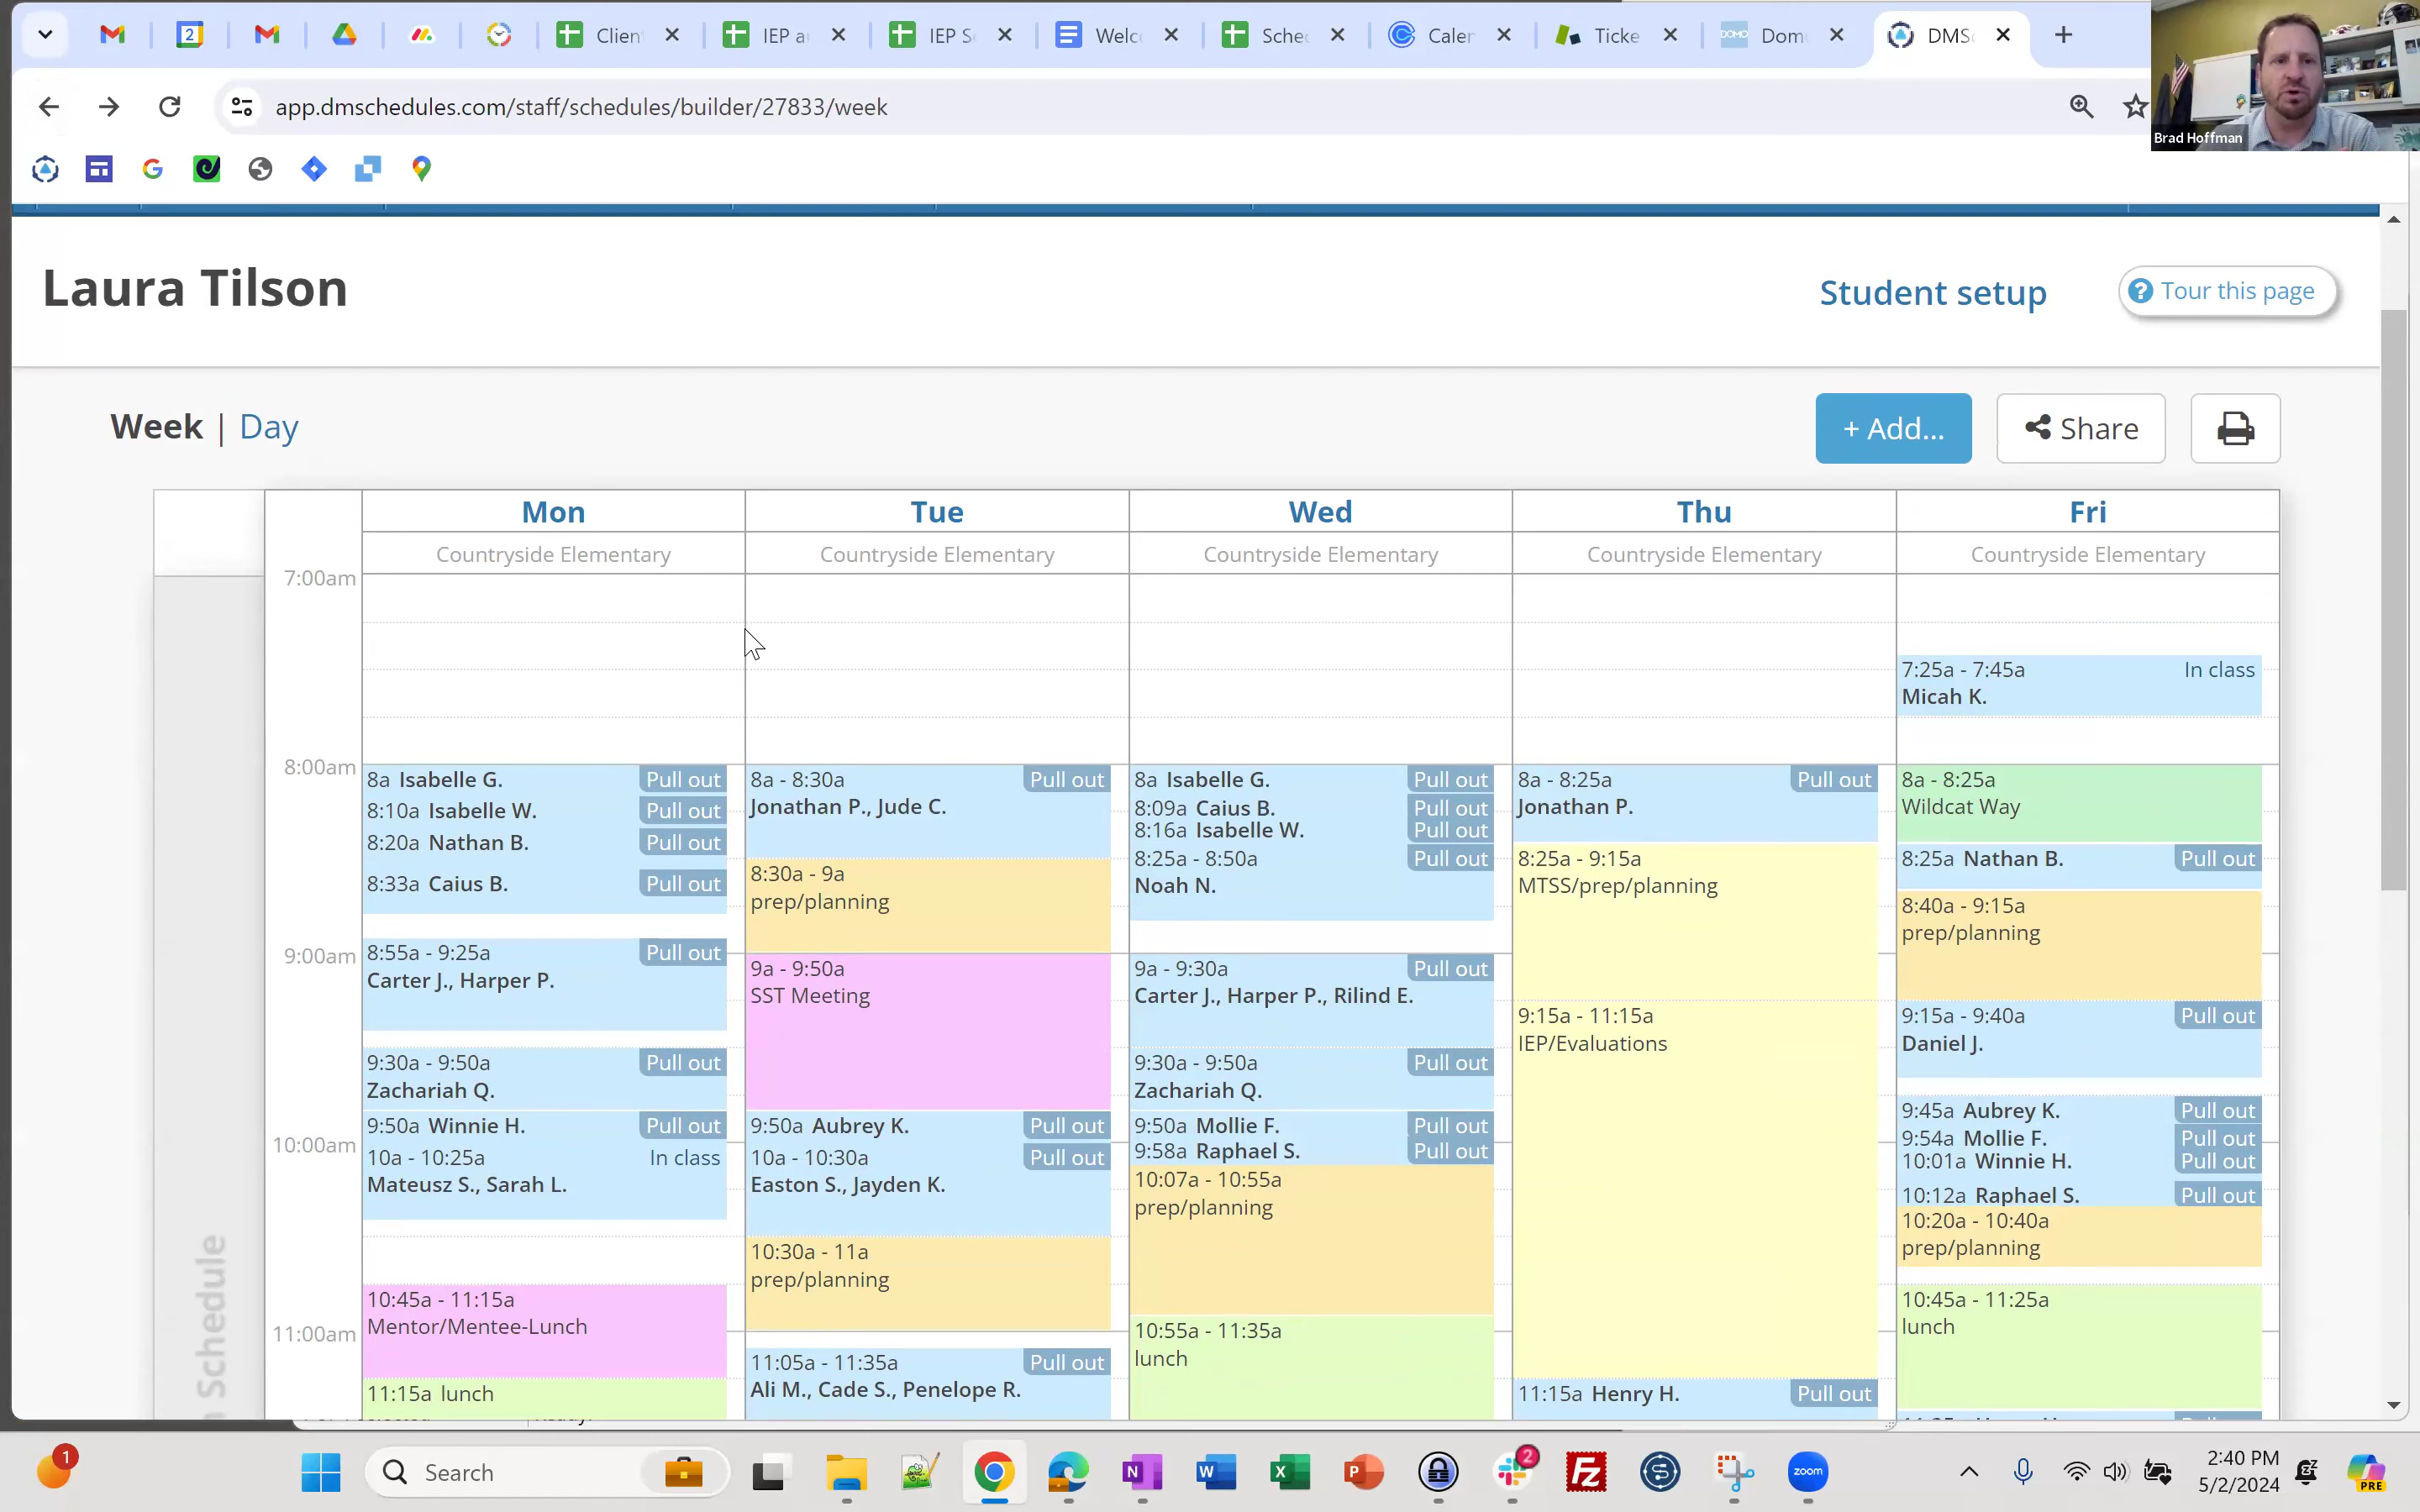 2
Clien
IEP a
IEP S
Welc
Sche
Caler
Ticke
DOMO
Dom
DMS
app.dmschedules.com/staff/schedules/builder/27833/week
Brad Hoffman
Laura Tilson
Student setup
Tour this page
Week | Day
+ Add...
Share
Mon
Tue
Wed
Thu
Fri
Countryside Elementary
Countryside Elementary
Countryside Elementary
Countryside Elementary
Countryside Elementary
7:00am
8:00am
9:00am
10:00am
11:00am
Schedule
8a Isabelle G. Pull out
8:10a Isabelle W. Pull out
8:20a Nathan B. Pull out
8:33a Caius B. Pull out
8:55a - 9:25a Pull out
Carter J., Harper P.
9:30a - 9:50a Pull out
Zachariah Q.
9:50a Winnie H. Pull out
10a - 10:25a In class
Mateusz S., Sarah L.
10:45a - 11:15a
Mentor/Mentee-Lunch
11:15a lunch
8a - 8:30a Pull out
Jonathan P., Jude C.
8:30a - 9a
prep/planning
9a - 9:50a
SST Meeting
9:50a Aubrey K. Pull out
10a - 10:30a Pull out
Easton S., Jayden K.
10:30a - 11a
prep/planning
11:05a - 11:35a Pull out
Ali M., Cade S., Penelope R.
8a Isabelle G. Pull out
8:09a Caius B. Pull out
8:16a Isabelle W. Pull out
8:25a - 8:50a Pull out
Noah N.
9a - 9:30a Pull out
Carter J., Harper P., Rilind E.
9:30a - 9:50a Pull out
Zachariah Q.
9:50a Mollie F. Pull out
9:58a Raphael S. Pull out
10:07a - 10:55a
prep/planning
10:55a - 11:35a
lunch
8a - 8:25a Pull out
Jonathan P.
8:25a - 9:15a
MTSS/prep/planning
9:15a - 11:15a
IEP/Evaluations
11:15a Henry H. Pull out
7:25a - 7:45a In class
Micah K.
8a - 8:25a
Wildcat Way
8:25a Nathan B. Pull out
8:40a - 9:15a
prep/planning
9:15a - 9:40a Pull out
Daniel J.
9:45a Aubrey K. Pull out
9:54a Mollie F. Pull out
10:01a Winnie H. Pull out
10:12a Raphael S. Pull out
10:20a - 10:40a
prep/planning
10:45a - 11:25a
lunch
1
Search
N
W
X
P
2
FZ
zoom
2:40 PM
5/2/2024
PRE